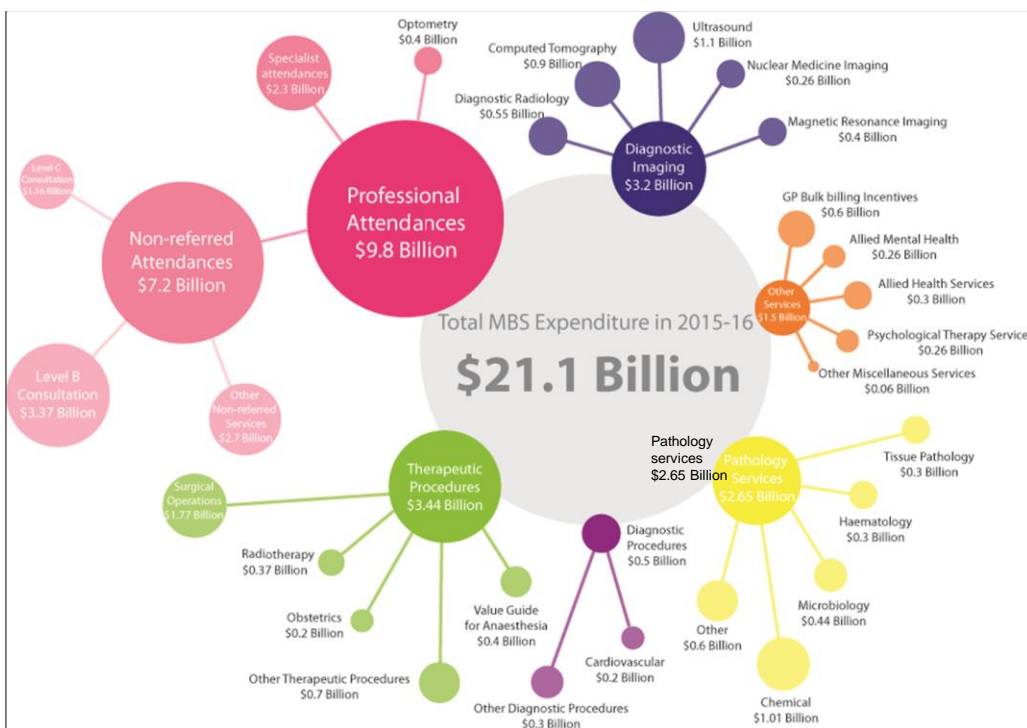 Optometry
$0.4 Billion
Specialist
attendances
$2.3 Billion
Professional
Attendances
$9.8 Billion
Level C
Consultation
$1.16 Billion
Non-referred
Attendances
$7.2 Billion
Level B
Consultation
$3.37 Billion
Other
Non-referred
Services
$2.7 Billion
Ultrasound
$1.1 Billion
Computed Tomography
$0.9 Billion
Nuclear Medicine Imaging
$0.26 Billion
Diagnostic Radiology
$0.55 Billion
Magnetic Resonance Imaging
$0.4 Billion
Diagnostic
Imaging
$3.2 Billion
GP Bulk billing Incentives
$0.6 Billion
Allied Mental Health
$0.26 Billion
Allied Health Services
$0.3 Billion
Other
Services
$1.5 Billion
Psychological Therapy Service
$0.26 Billion
Other Miscellaneous Services
$0.06 Billion
Total MBS Expenditure in 2015-16
$21.1 Billion
Pathology
services
$2.65 Billion
Pathology
Services
$2.65 Billion
Tissue Pathology
$0.3 Billion
Haematology
$0.3 Billion
Microbiology
$0.44 Billion
Other
$0.6 Billion
Chemical
$1.01 Billion
Therapeutic
Procedures
$3.44 Billion
Surgical
Operations
$1.77 Billion
Radiotherapy
$0.37 Billion
Obstetrics
$0.2 Billion
Value Guide
for Anaesthesia
$0.4 Billion
Other Therapeutic Procedures
$0.7 Billion
Diagnostic
Procedures
$0.5 Billion
Cardiovascular
$0.2 Billion
Other Diagnostic Procedures
$0.3 Billion